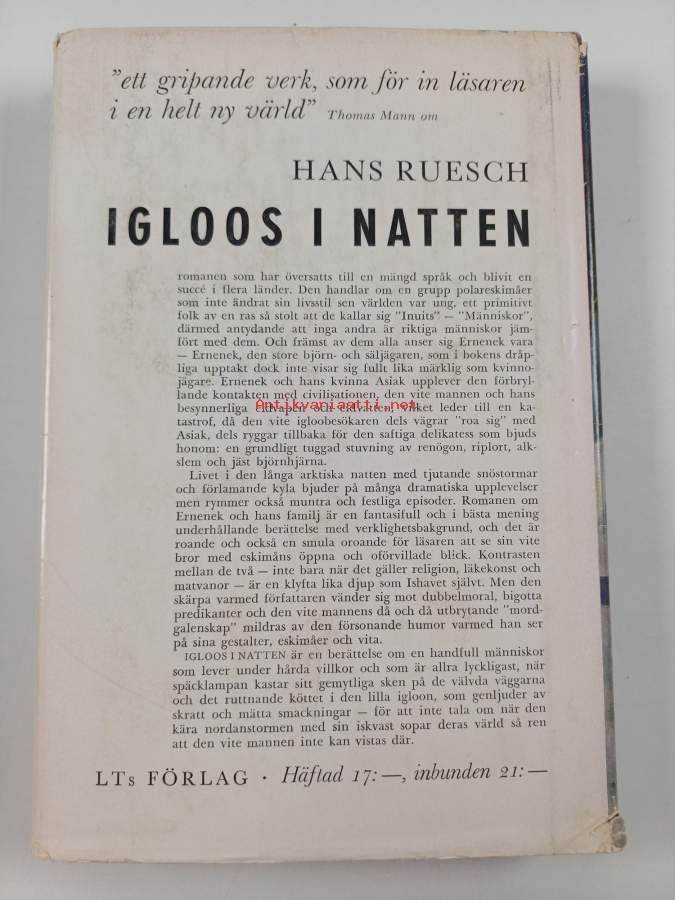 ”ett gripande verk, som för in läsaren
i en helt ny värld” Thomas Mann om
HANS RUESCH
IGLOOS I NATTEN
romanen som har översatts till en mängd språk och blivit en
succé i flera länder. Den handlar om en grupp polareskimåer
som inte ändrat sin livsstil sen världen var ung, ett primitivt
folk av en ras så stolt att de kallar sig ”Inuits” — ”Människor”,
därmed antydande att inga andra är riktiga människor jäm-
fört med dem. Och främst av dem alla anser sig Ernenek vara
— Ernenek, den store björn- och säljägaren, som i bokens dråp-
liga upptakt dock inte visar sig fullt lika märklig som kvinno-
jägare. Ernenek och hans kvinna Asiak upplever den förbryl-
lande kontakten med civilisationen, den vite mannen och hans
besynnerliga eldvapen och eldvatten, vilket leder till en ka-
Antikvariaatti.net
tastrof, då den vite igloobesökaren dels vägrar ”roa sig” med
Asiak, dels ryggar tillbaka för den saftiga delikatess som bjuds
honom: en grundligt tuggad stuvning av renögon, riplort, alk-
slem och jäst björnhjärna.
Livet i den långa arktiska natten med tjutande snöstormar
och förlamande kyla bjuder på många dramatiska upplevelser
men rymmer också muntra och festliga episoder. Romanen om
Ernenek och hans familj är en fantasifull och i bästa mening
underhållande berättelse med verklighetsbakgrund, och det är
roande och också en smula oroande för läsaren att se sin vite
bror med eskimåns öppna och oförvillade blick. Kontrasten
mellan de två — inte bara när det gäller religion, läkekonst och
matvanor — är en klyfta lika djup som Ishavet självt. Men den
skärpa varmed författaren vänder sig mot dubbelmoral, bigotta
predikanter och den vite mannens då och då utbrytande ”mord-
galenskap” mildras av den försonande humor varmed han ser
på sina gestalter, eskimåer och vita.
IGLOOS I NATTEN är en berättelse om en handfull människor
som lever under hårda villkor och som är allra lyckligast, när
späcklampan kastar sitt gemytliga sken på de välvda väggarna
och det ruttnande köttet i den lilla igloon, som genljuder av
skratt och mätta smackningar — för att inte tala om när den
kära nordanstormen med sin iskvast sopar deras värld så ren
att den vite mannen inte kan vistas där.
LTs FÖRLAG · Häftad 17: —, inbunden 21: —